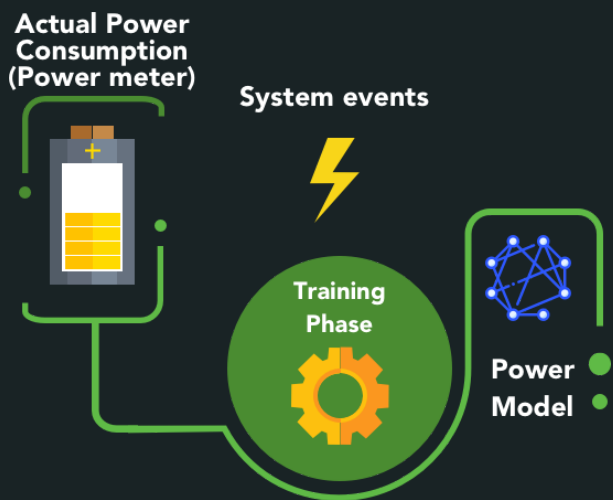 Actual Power
Consumption
(Power meter)
System events
Training
Phase
Power
Model